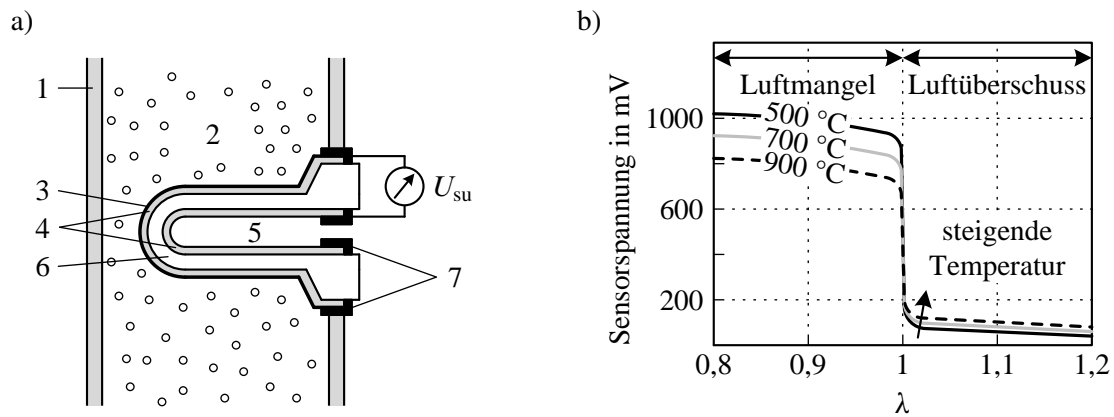 a)
1
2
3
4
5
6
7
U_su
b)
Sensorspannung in mV
Luftmangel
Luftüberschuss
500 °C
700 °C
900 °C
steigende
Temperatur
1000
600
200
0,8
0,9
1
1,1
1,2
λ